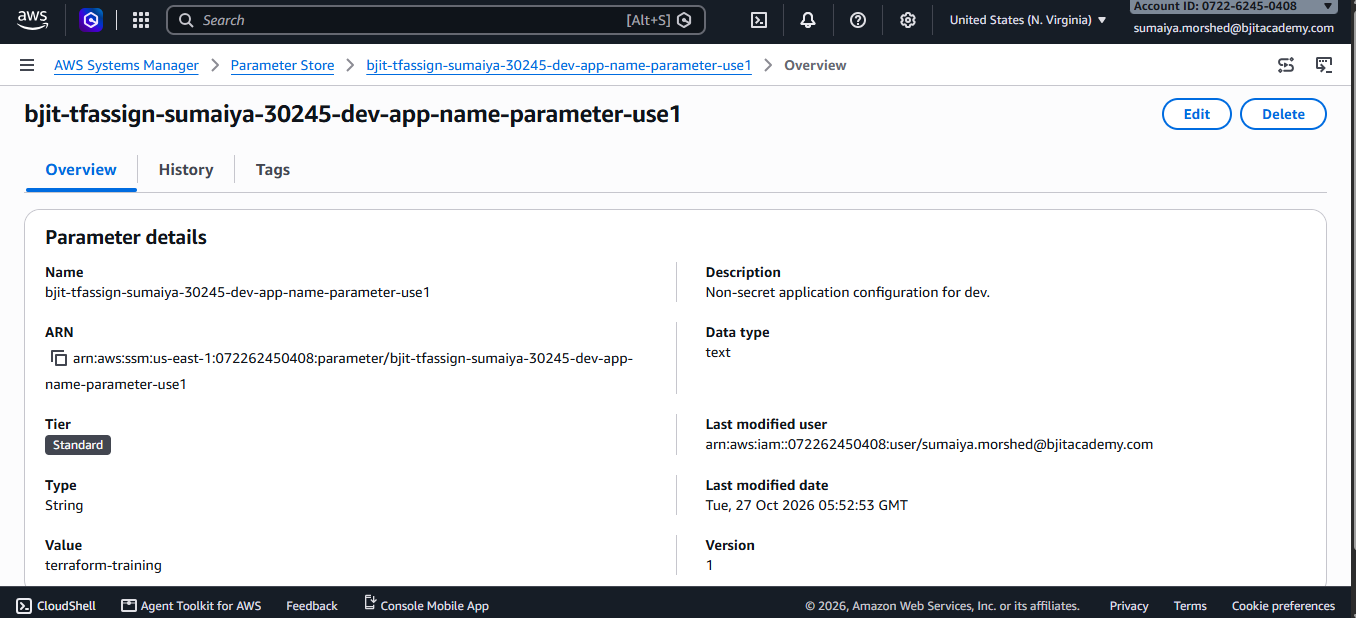 aws
Search [Alt+S]
United States (N. Virginia)
Account ID: 0722-6245-0408
sumaiya.morshed@bjitacademy.com
AWS Systems Manager > Parameter Store > bjit-tfassign-sumaiya-30245-dev-app-name-parameter-use1 > Overview
bjit-tfassign-sumaiya-30245-dev-app-name-parameter-use1
Edit Delete
Overview History Tags
Parameter details
Name
bjit-tfassign-sumaiya-30245-dev-app-name-parameter-use1
Description
Non-secret application configuration for dev.
ARN
arn:aws:ssm:us-east-1:072262450408:parameter/bjit-tfassign-sumaiya-30245-dev-app-
name-parameter-use1
Data type
text
Tier
Standard
Last modified user
arn:aws:iam::072262450408:user/sumaiya.morshed@bjitacademy.com
Type
String
Last modified date
Tue, 27 Oct 2026 05:52:53 GMT
Value
terraform-training
Version
1
CloudShell Agent Toolkit for AWS Feedback Console Mobile App © 2026, Amazon Web Services, Inc. or its affiliates. Privacy Terms Cookie preferences